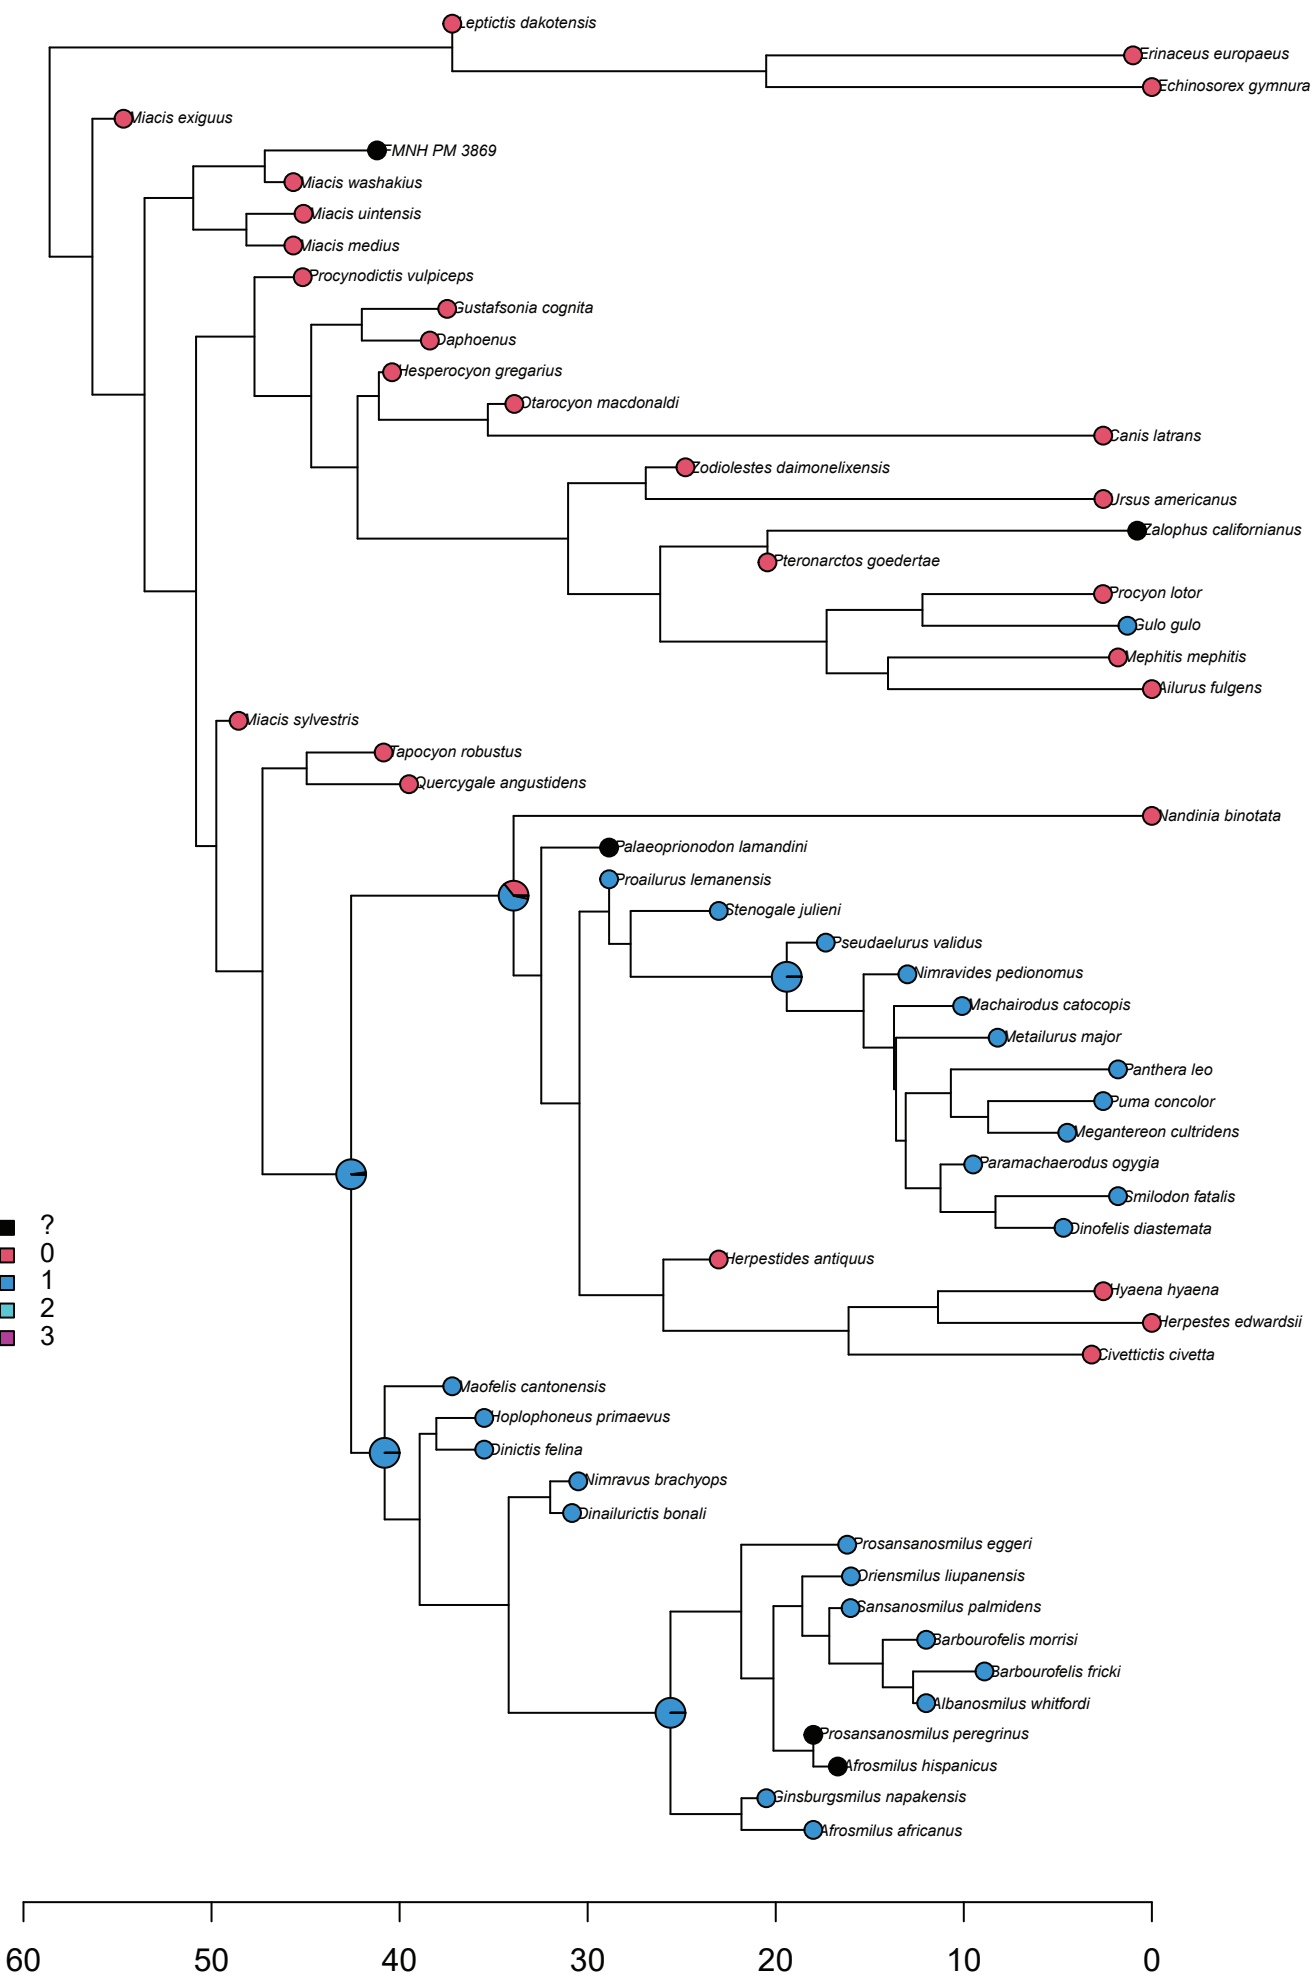 Leptictis dakotensis
Erinaceus europaeus
Echinosorex gymnura
Miacis exiguus
FMNH PM 3869
Miacis washakius
Miacis uintensis
Miacis medius
Procynodictis vulpiceps
Gustafsonia cognita
Daphoenus
Hesperocyon gregarius
Otarocyon macdonaldi
Canis latrans
Zodiolestes daimonelixensis
Ursus americanus
Zalophus californianus
Pteronarctos goedertae
Procyon lotor
Gulo gulo
Mephitis mephitis
Ailurus fulgens
Miacis sylvestris
Tapocyon robustus
Quercygale angustidens
Nandinia binotata
Palaeoprionodon lamandini
Proailurus lemanensis
Stenogale julieni
Pseudaelurus validus
Nimravides pedionomus
Machairodus catocopis
Metailurus major
Panthera leo
Puma concolor
Megantereon cultridens
Paramachaerodus ogygia
Smilodon fatalis
Dinofelis diastemata
?
0
1
2
3
Herpestides antiquus
Hyaena hyaena
Herpestes edwardsii
Civettictis civetta
Maofelis cantonensis
Hoplophoneus primaevus
Dinictis felina
Nimravus brachyops
Dinailurictis bonali
Prosansanosmilus eggeri
Oriensmilus liupanensis
Sansanosmilus palmidens
Barbourofelis morrisi
Barbourofelis fricki
Albanosmilus whitfordi
Prosansanosmilus peregrinus
Afrosmilus hispanicus
Ginsburgsmilus napakensis
Afrosmilus africanus
60 50 40 30 20 10 0